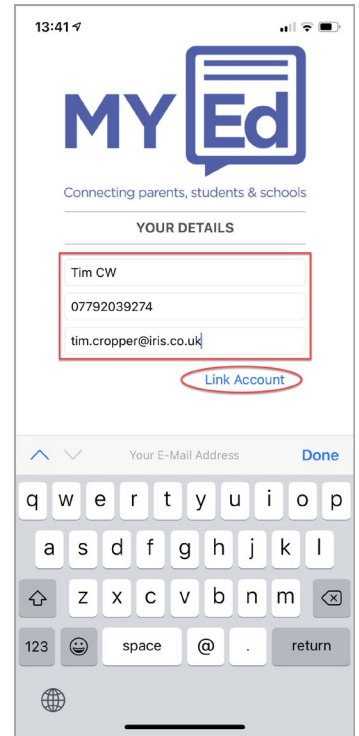 13:41
MY Ed
Connecting parents, students & schools
YOUR DETAILS
Tim CW
07792039274
tim.cropper@iris.co.uk
Link Account
Your E-Mail Address Done
q w e r t y u i o p
a s d f g h j k l
z x c v b n m
123 space @ . return